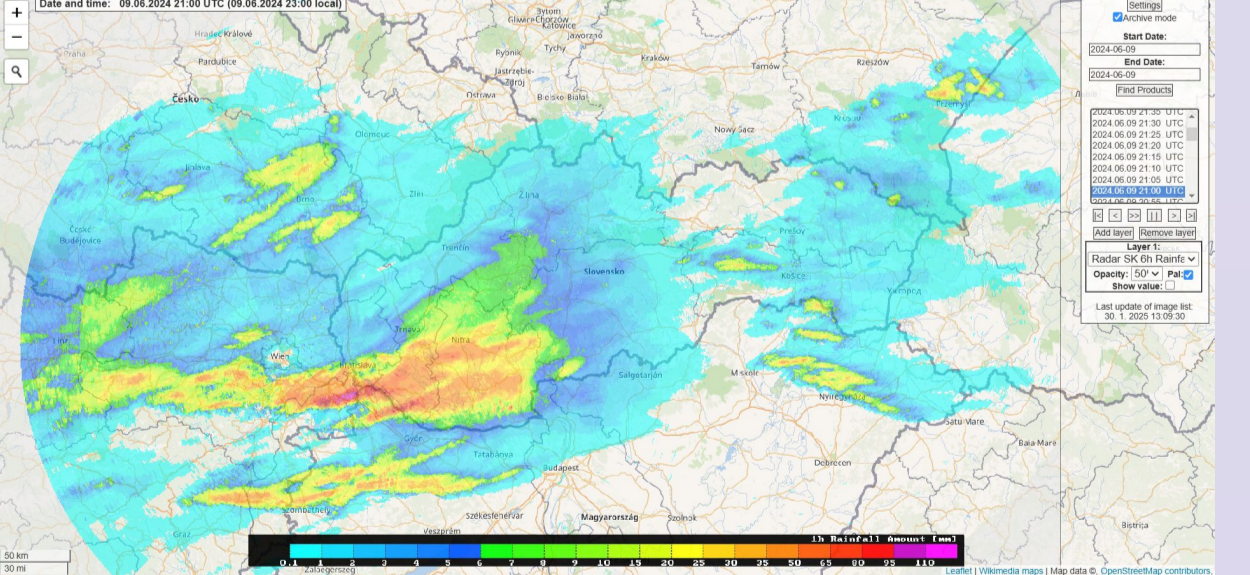 Date and time: 09.06.2024 21:00 UTC (09.06.2024 23:00 local)
+
−
Settings
Archive mode
Start Date:
2024-06-09
End Date:
2024-06-09
Find Products
2024.06.09 21:35 UTC
2024.06.09 21:30 UTC
2024.06.09 21:25 UTC
2024.06.09 21:20 UTC
2024.06.09 21:15 UTC
2024.06.09 21:10 UTC
2024.06.09 21:05 UTC
2024.06.09 21:00 UTC
2024.06.09 20:55 UTC
|< < >> || > >|
Add layer Remove layer
Layer 1:
Radar SK 6h Rainfa
Opacity: 50' Pal:
Show value:
Last update of image list:
30. 1. 2025 13:09:30
Bytom
Gliwice Chorzów
Katowice
Jaworzno
Hradec Králové
Praha
Pardubice
Rybnik
Tychy
Kraków
Tarnów
Rzeszów
Jastrzębie-
Zdrój
Česko
Ostrava
Bielsko-Biała
Przemyśl
Krosno
Olomouc
Nowy Sącz
Jihlava
Zlín
Žilina
Brno
České
Budějovice
Prešov
Trenčín
Slovensko
Košice
Ужгород
Linz
Trnava
Nitra
Wien
Bratislava
Salgótarján
Miskolc
Nyíregyháza
Satu Mare
Győr
Baia Mare
Tatabánya
Budapest
Debrecen
Szombathely
Székesfehérvár
Magyarország
Szolnok
Bistrița
Graz
Veszprém
Zalaegerszeg
50 km
30 mi
1h Rainfall Amount [mm]
0.1 1 2 3 4 5 6 7 8 9 10 15 20 25 30 35 50 65 80 95 110
Leaflet | Wikimedia maps | Map data ©, OpenStreetMap contributors,